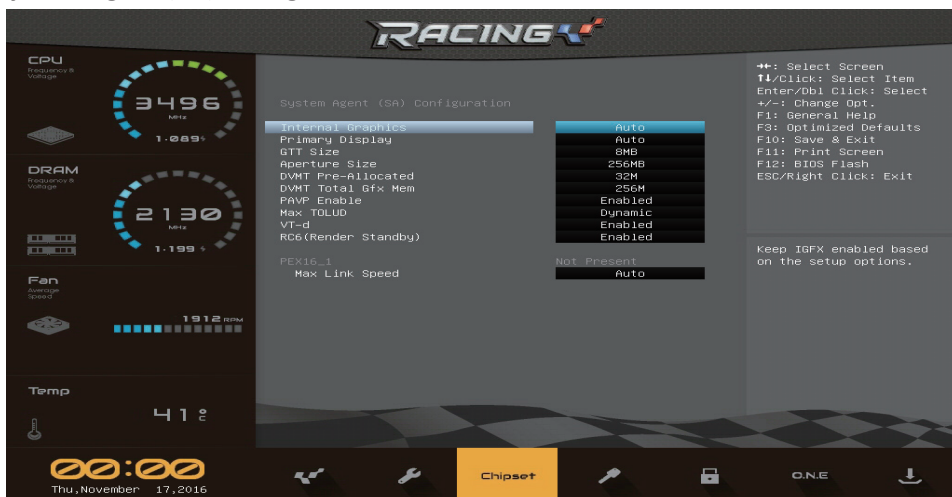 RACING
CPU
Frequency &
Voltage
3496
MHz
1.089V
DRAM
Frequency &
Voltage
2130
MHz
1.199 V
Fan
Average
Speed
1912 RPM
Temp
41 °C
00:00
Thu,November 17,2016
System Agent (SA) Configuration
Internal Graphics Auto
Primary Display Auto
GTT Size 8MB
Aperture Size 256MB
DVMT Pre-Allocated 32M
DVMT Total Gfx Mem 256M
PAVP Enable Enabled
Max TOLUD Dynamic
VT-d Enabled
RC6(Render Standby) Enabled
PEX16_1 Not Present
Max Link Speed Auto
→←: Select Screen
↑↓/Click: Select Item
Enter/Dbl Click: Select
+/-: Change Opt.
F1: General Help
F3: Optimized Defaults
F10: Save & Exit
F11: Print Screen
F12: BIOS Flash
ESC/Right Click: Exit
Keep IGFX enabled based
on the setup options.
Chipset
O.N.E